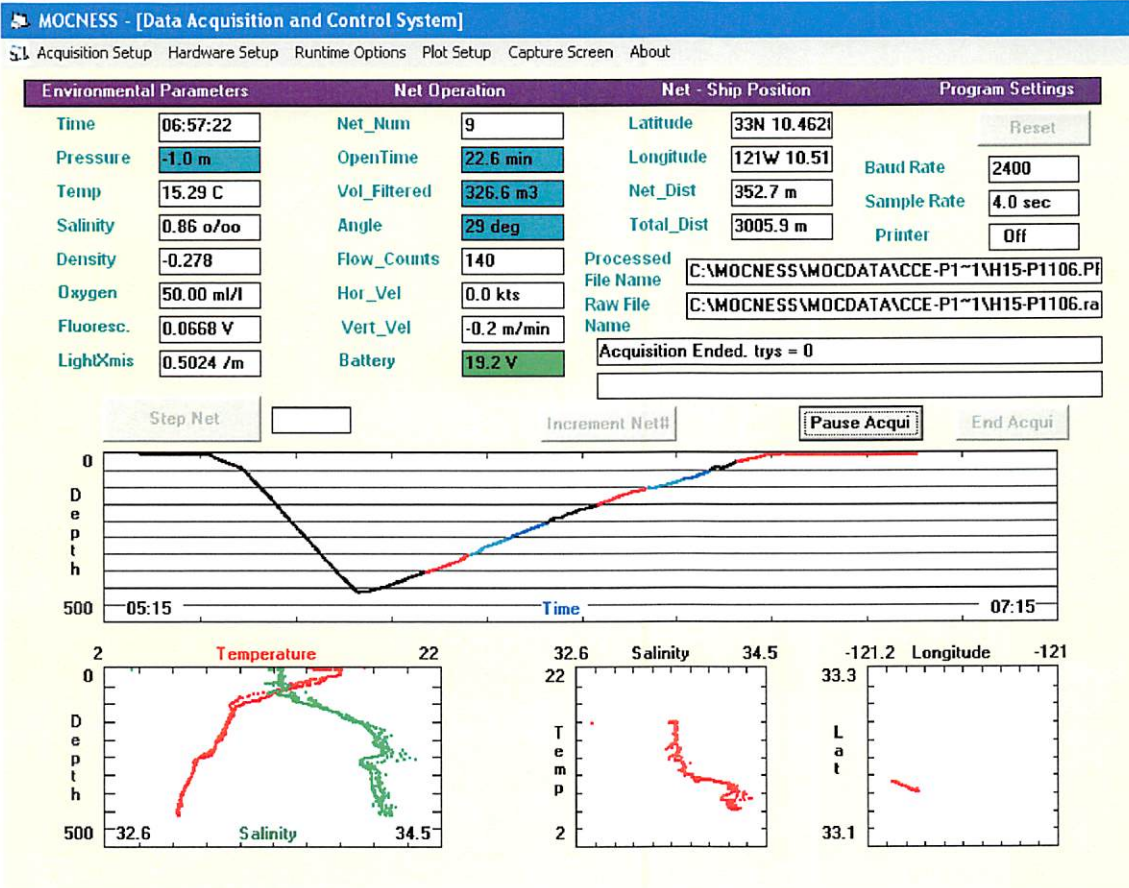 MOCNESS - [Data Acquisition and Control System]
Acquisition Setup Hardware Setup Runtime Options Plot Setup Capture Screen About
Environmental Parameters Net Operation Net - Ship Position Program Settings
Time 06:57:22 Net_Num 9 Latitude 33N 10.462 Reset
Pressure -1.0 m OpenTime 22.6 min Longitude 121W 10.51 Baud Rate 2400
Temp 15.29 C Vol_Filtered 326.6 m3 Net_Dist 352.7 m Sample Rate 4.0 sec
Salinity 0.86 o/oo Angle 29 deg Total_Dist 3005.9 m Printer Off
Density -0.278 Flow_Counts 140 Processed File Name C:\MOCNESS\MOCDATA\CCE-P1~1\H15-P1106.P
Oxygen 50.00 ml/l Hor_Vel 0.0 kts Raw File Name C:\MOCNESS\MOCDATA\CCE-P1~1\H15-P1106.ra
Fluoresc. 0.0668 V Vert_Vel -0.2 m/min
LightXmis 0.5024 /m Battery 19.2 V Acquisition Ended. trys = 0
Step Net Increment Net# Pause Acqui End Acqui
0
Depth
500 05:15 Time 07:15
2 Temperature 22 32.6 Salinity 34.5 -121.2 Longitude -121
0 22 33.3
Depth Temp Lat
500 32.6 Salinity 34.5 2 33.1